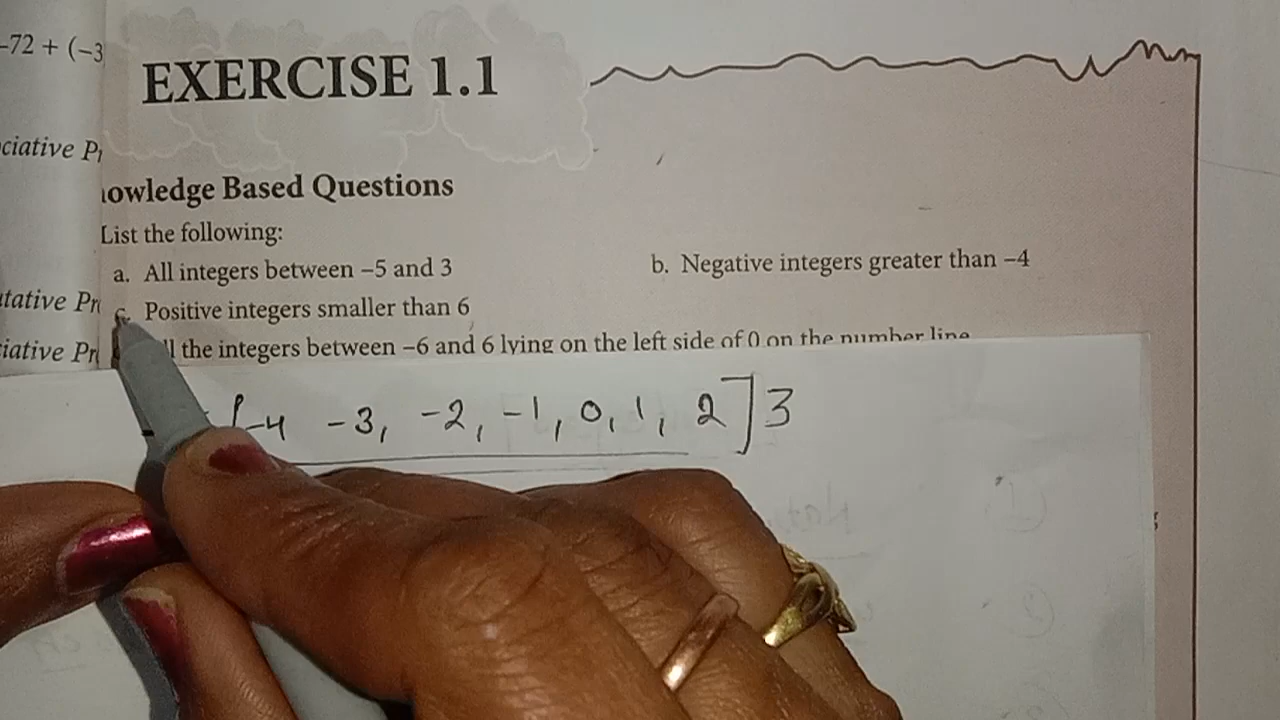 -72 + (-3
EXERCISE 1.1
ciative P
owledge Based Questions
List the following:
a. All integers between –5 and 3
b. Negative integers greater than –4
tative Pr
c. Positive integers smaller than 6
iative Pr
ll the integers between –6 and 6 lying on the left side of 0 on the number line
[-4 -3, -2, -1, 0, 1, 2] 3